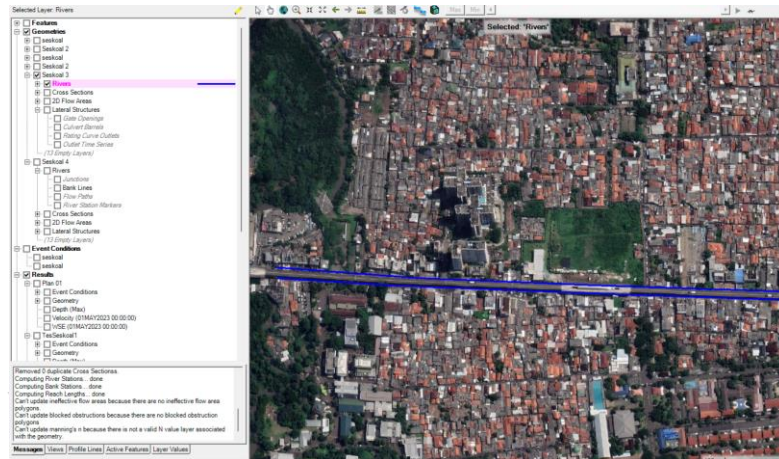 Selected Layer: Rivers
Max Min
Selected: 'Rivers'
Features
Geometries
seskoal
Seskoal 2
seskoal
Seskoal 2
Seskoal 3
Rivers
Cross Sections
2D Flow Areas
Lateral Structures
Gate Openings
Culvert Barrels
Rating Curve Outlets
Outlet Time Series
(13 Empty Layers)
Seskoal 4
Rivers
Junctions
Bank Lines
Flow Paths
River Station Markers
Cross Sections
2D Flow Areas
Lateral Structures
(13 Empty Layers)
Event Conditions
seskoal
seskoal
Results
Plan 01
Event Conditions
Geometry
Depth (Max)
Velocity (01MAY2023 00:00:00)
WSE (01MAY2023 00:00:00)
TesSeskoal1
Event Conditions
Geometry
Depth (Max)
Removed 0 duplicate Cross Sectionss.
Computing River Stations... done
Computing Bank Stations... done
Computing Reach Lengths... done
Can't update ineffective flow areas because there are no ineffective flow area
polygons.
Can't update blocked obstructions because there are no blocked obstruction
polygons
Can't update manning's n because there is not a valid N value layer associated
with the geometry.
Messages Views Profile Lines Active Features Layer Values